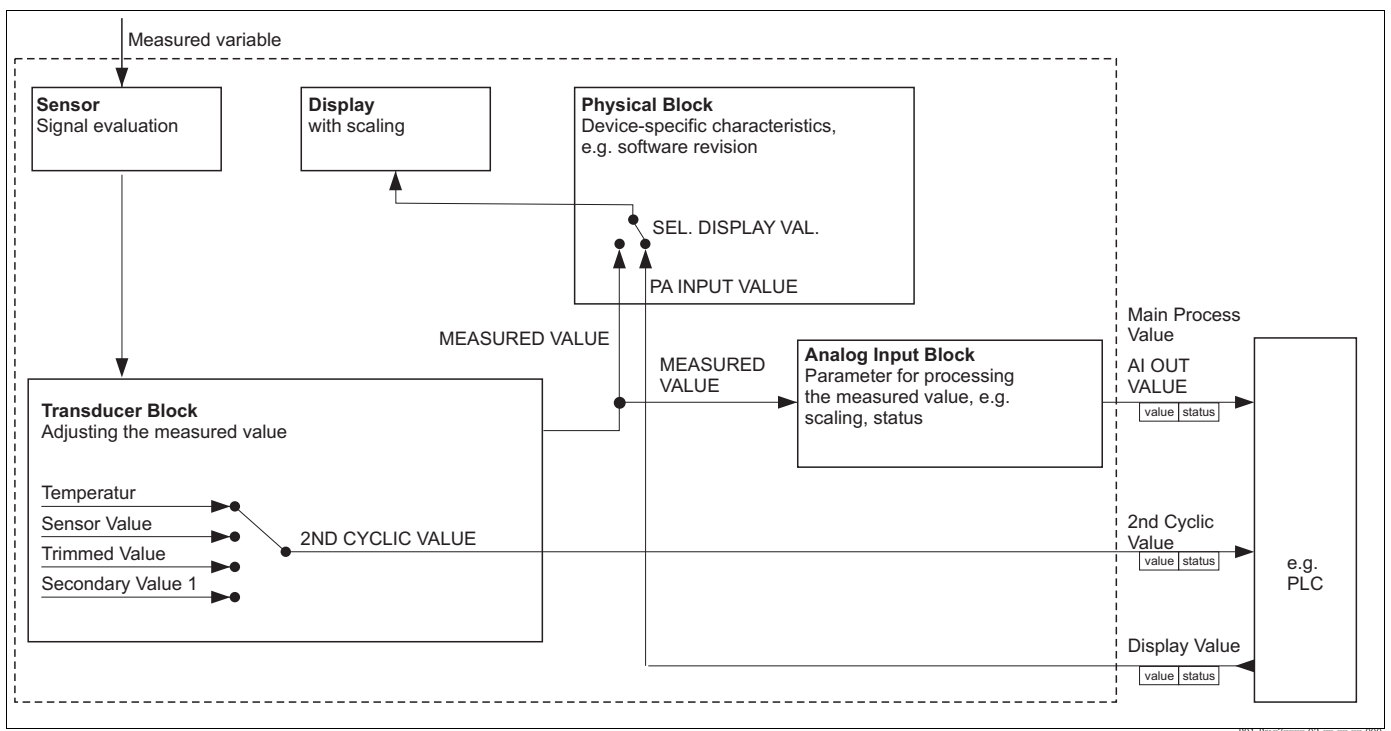 Measured variable
Sensor
Signal evaluation
Display
with scaling
Physical Block
Device-specific characteristics,
e.g. software revision
SEL. DISPLAY VAL.
PA INPUT VALUE
MEASURED VALUE
MEASURED
VALUE
Analog Input Block
Parameter for processing
the measured value, e.g.
scaling, status
Main Process
Value
AI OUT
VALUE
value status
Transducer Block
Adjusting the measured value
Temperatur
Sensor Value
Trimmed Value
Secondary Value 1
2ND CYCLIC VALUE
2nd Cyclic
Value
value status
e.g.
PLC
Display Value
value status